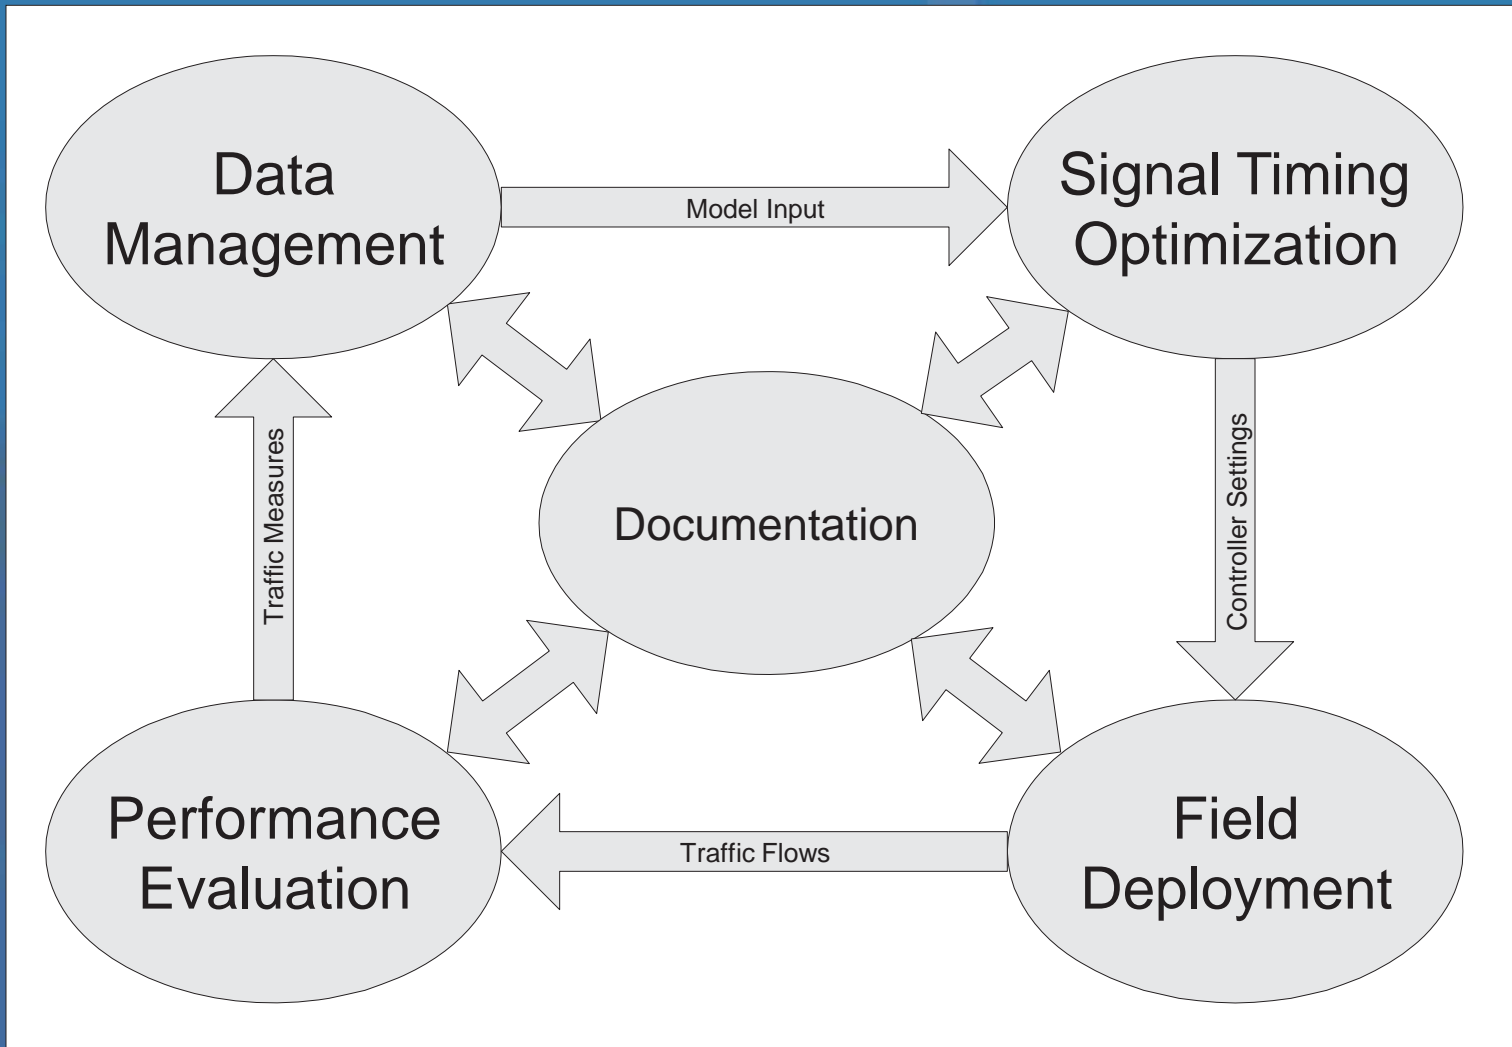 Data
Management
Model Input
Signal Timing
Optimization
Traffic Measures
Documentation
Controller Settings
Performance
Evaluation
Traffic Flows
Field
Deployment